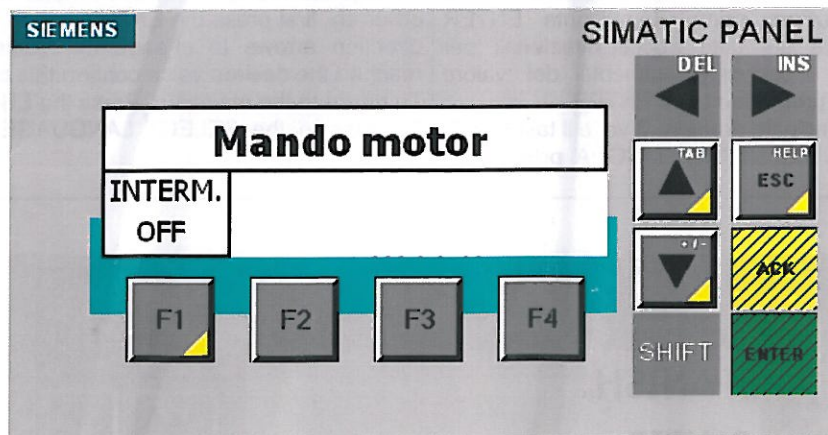 SIEMENS
SIMATIC PANEL
DEL
INS
Mando motor
INTERM.
OFF
TAB
HELP
ESC
+/-
ACK
F1
F2
F3
F4
SHIFT
ENTER